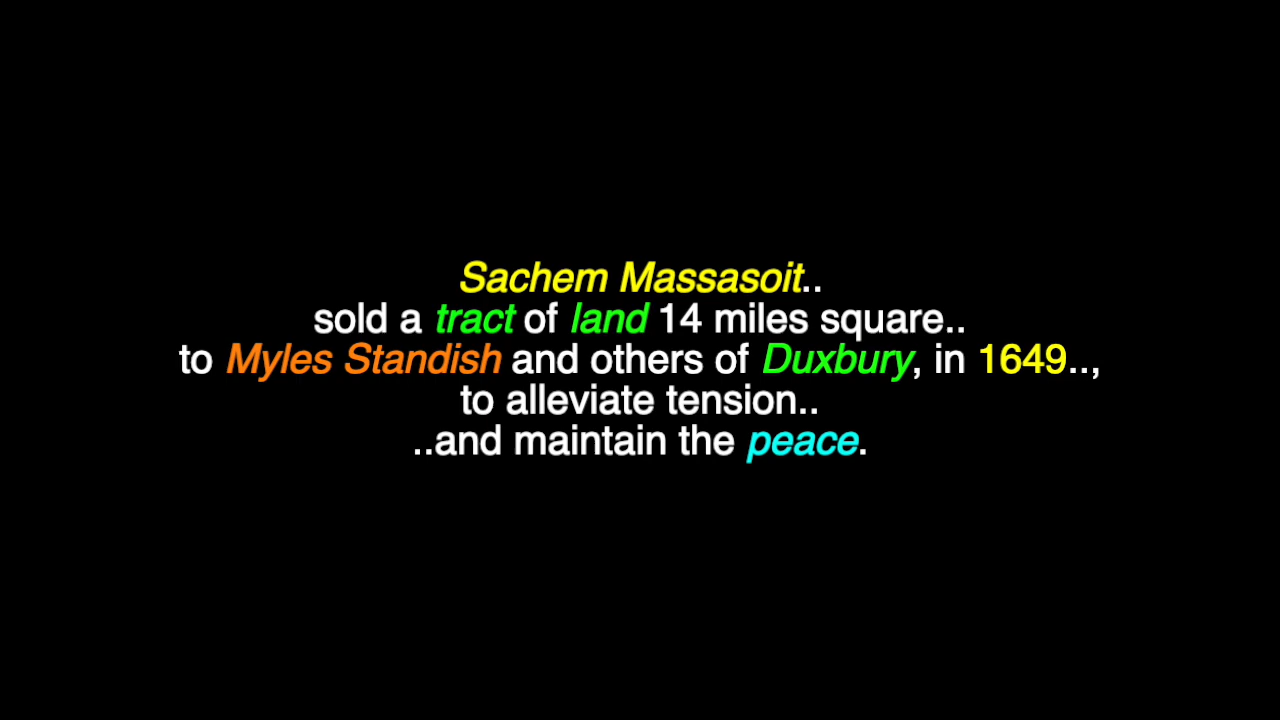 Sachem Massasoit..
sold a tract of land 14 miles square..
to Myles Standish and others of Duxbury, in 1649..,
to alleviate tension..
..and maintain the peace.